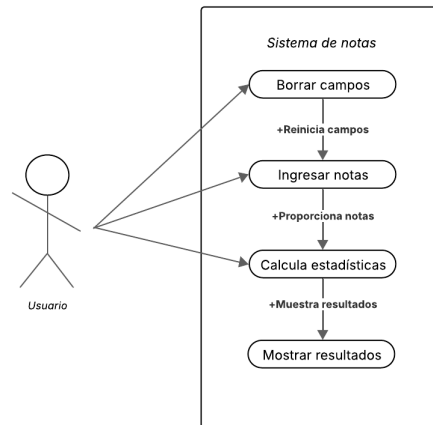 Sistema de notas
Borrar campos
+Reinicia campos
Ingresar notas
+Proporciona notas
Calcula estadísticas
+Muestra resultados
Mostrar resultados
Usuario